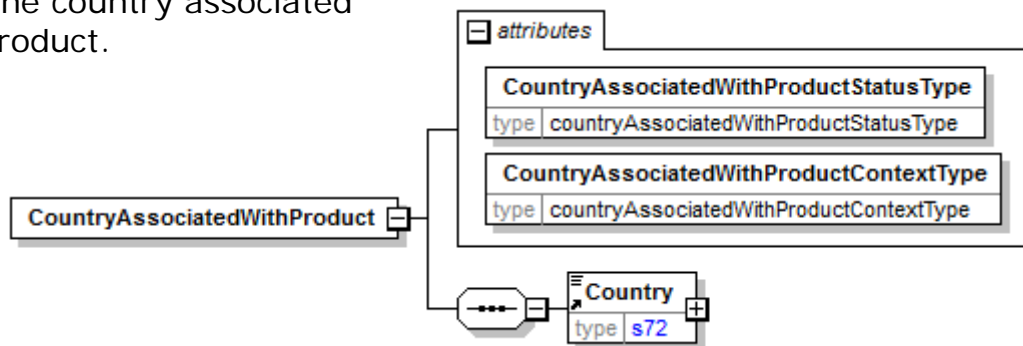 he country associated
roduct.
attributes
CountryAssociatedWithProductStatusType
type countryAssociatedWithProductStatusType
CountryAssociatedWithProductContextType
type countryAssociatedWithProductContextType
CountryAssociatedWithProduct
Country
type s72